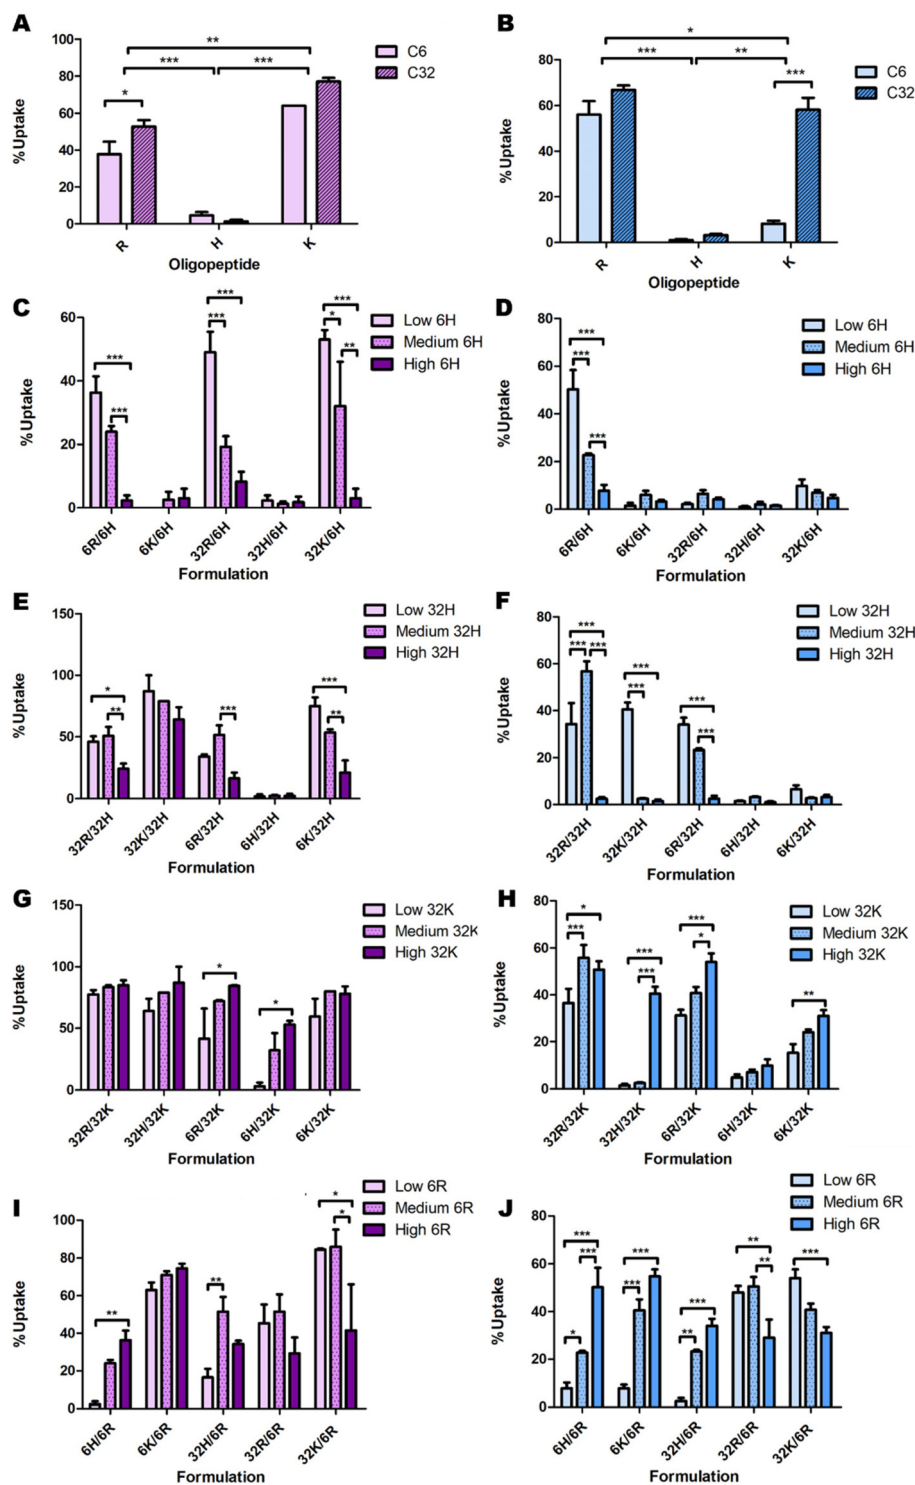 A
100
80
60
40
20
0
%Uptake
**
***
***
*
C6
C32
R
H
K
Oligopeptide
B
80
60
40
20
0
%Uptake
*
***
**
***
C6
C32
R
H
K
Oligopeptide
C
60
40
20
0
%Uptake
***
***
***
***
***
*
**
Low 6H
Medium 6H
High 6H
6R/6H
6K/6H
32R/6H
32H/6H
32K/6H
Formulation
D
80
60
40
20
0
%Uptake
***
***
***
Low 6H
Medium 6H
High 6H
6R/6H
6K/6H
32R/6H
32H/6H
32K/6H
Formulation
E
150
100
50
0
%Uptake
*
**
***
***
**
Low 32H
Medium 32H
High 32H
32R/32H
32K/32H
6R/32H
6H/32H
6K/32H
Formulation
F
80
60
40
20
0
%Uptake
***
***
***
***
***
***
***
Low 32H
Medium 32H
High 32H
32R/32H
32K/32H
6R/32H
6H/32H
6K/32H
Formulation
G
150
100
50
0
%Uptake
*
*
Low 32K
Medium 32K
High 32K
32R/32K
32H/32K
6R/32K
6H/32K
6K/32K
Formulation
H
80
60
40
20
0
%Uptake
*
***
***
***
***
*
**
Low 32K
Medium 32K
High 32K
32R/32K
32H/32K
6R/32K
6H/32K
6K/32K
Formulation
I
100
80
60
40
20
0
%Uptake
**
**
*
*
Low 6R
Medium 6R
High 6R
6H/6R
6K/6R
32H/6R
32R/6R
32K/6R
Formulation
J
80
60
40
20
0
%Uptake
***
***
*
***
***
***
**
**
**
***
Low 6R
Medium 6R
High 6R
6H/6R
6K/6R
32H/6R
32R/6R
32K/6R
Formulation